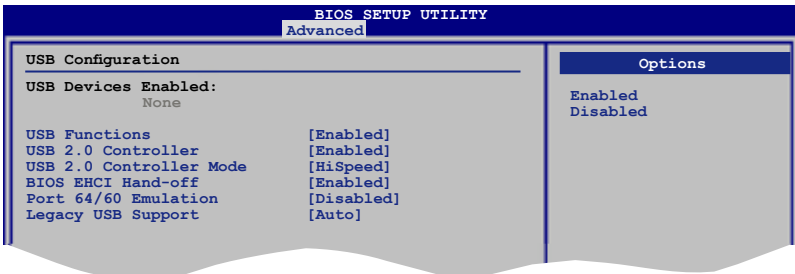 BIOS SETUP UTILITY
Advanced
USB Configuration
USB Devices Enabled:
None
USB Functions [Enabled]
USB 2.0 Controller [Enabled]
USB 2.0 Controller Mode [HiSpeed]
BIOS EHCI Hand-off [Enabled]
Port 64/60 Emulation [Disabled]
Legacy USB Support [Auto]
Options
Enabled
Disabled